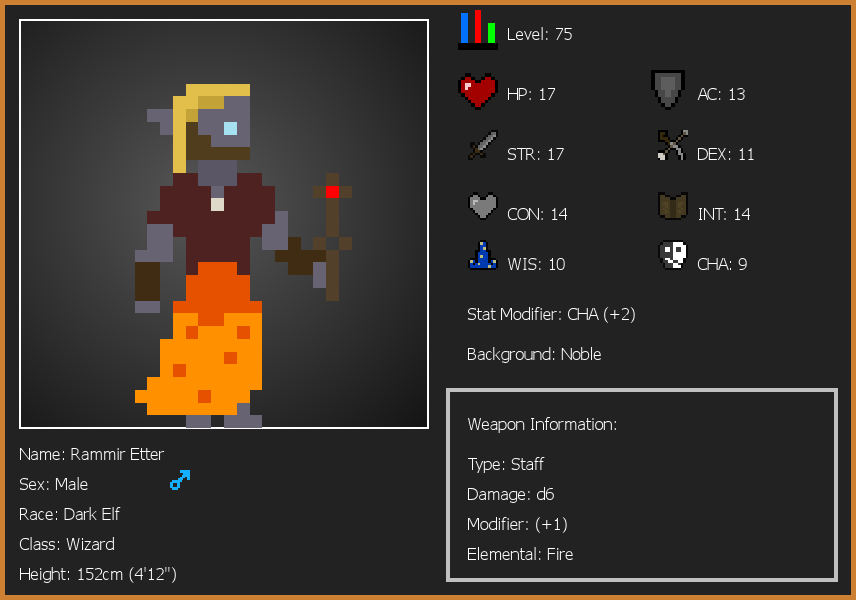 Level: 75
HP: 17
AC: 13
STR: 17
DEX: 11
CON: 14
INT: 14
WIS: 10
CHA: 9
Stat Modifier: CHA (+2)
Background: Noble
Weapon Information:
Type: Staff
Damage: d6
Modifier: (+1)
Elemental: Fire
Name: Rammir Etter
Sex: Male
Race: Dark Elf
Class: Wizard
Height: 152cm (4'12")